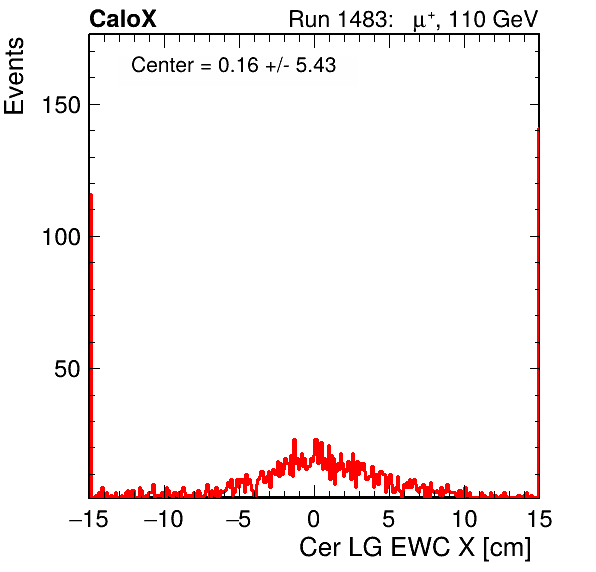 CaloX Run 1483: μ⁺, 110 GeV
Center = 0.16 +/- 5.43
Events
150
100
50
−15 −10 −5 0 5 10 15
Cer LG EWC X [cm]